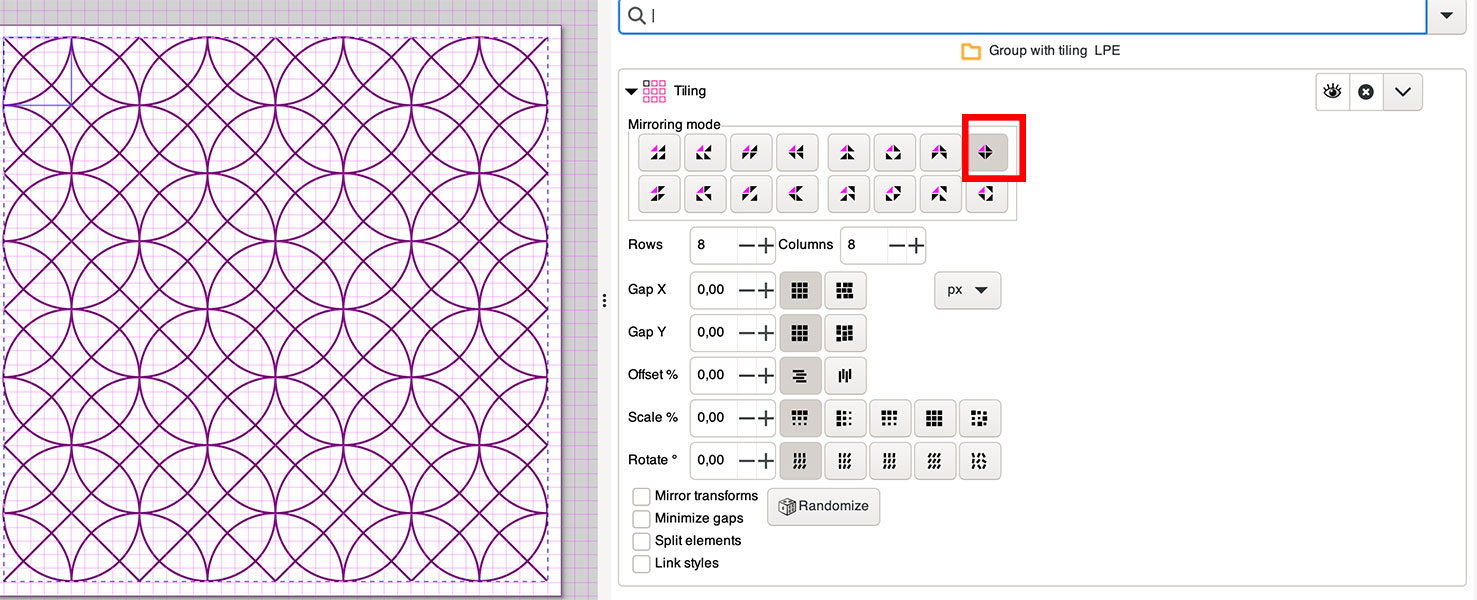 Group with tiling LPE
Tiling
Mirroring mode
Rows 8 Columns 8
Gap X 0,00 px
Gap Y 0,00
Offset % 0,00
Scale % 0,00
Rotate ° 0,00
Mirror transforms
Randomize
Minimize gaps
Split elements
Link styles